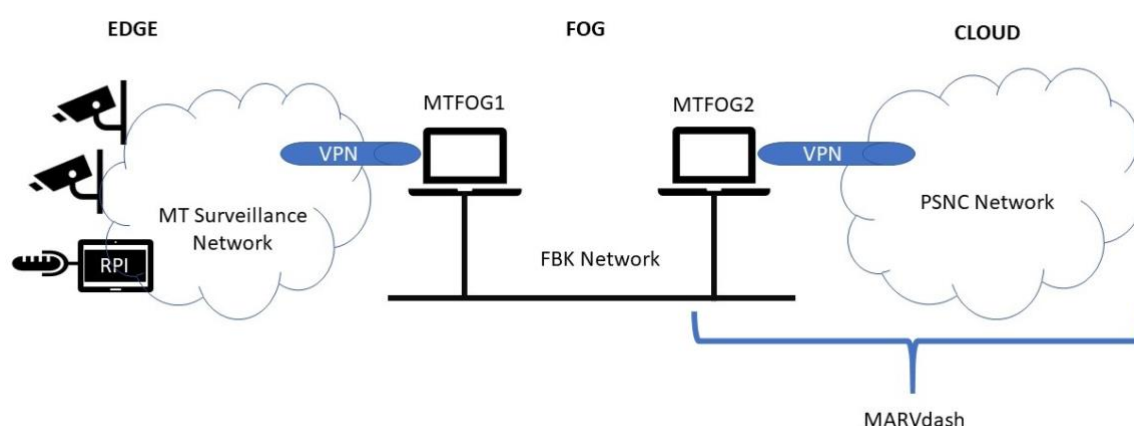 EDGE
FOG
CLOUD
MTFOG1
MTFOG2
VPN
VPN
MT Surveillance
Network
PSNC Network
RPI
FBK Network
MARVdash